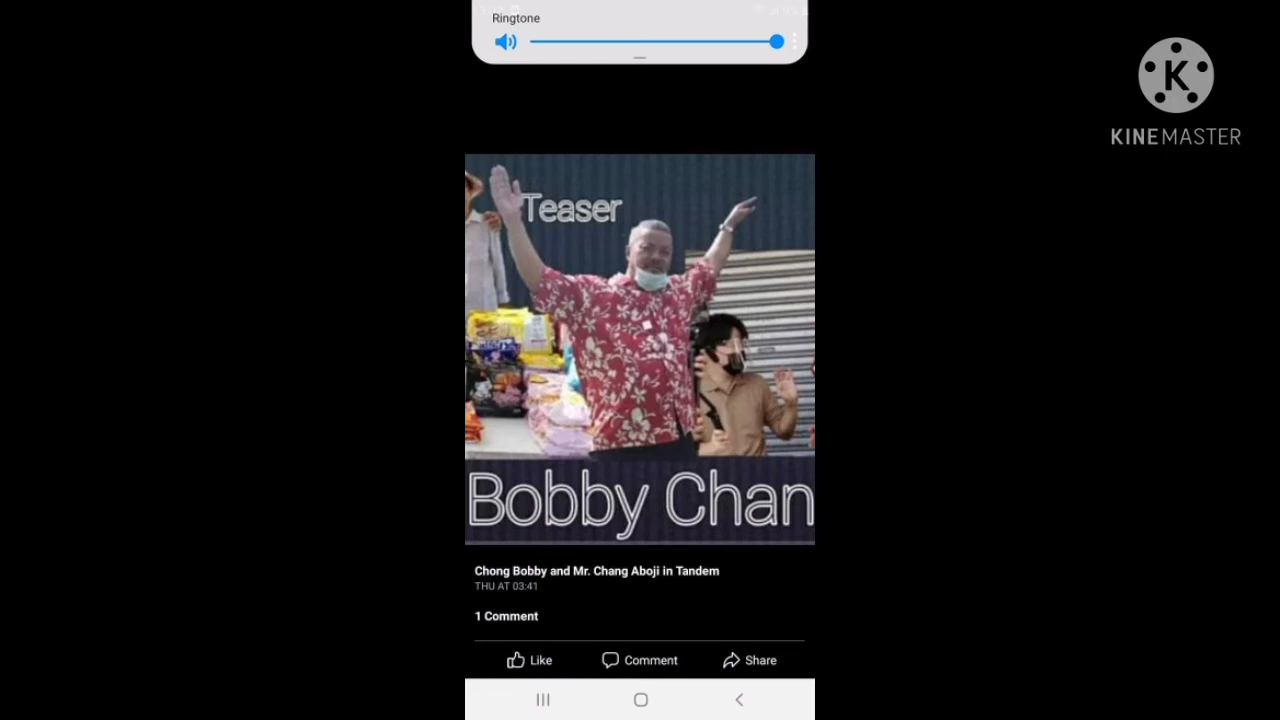 Ringtone
K
KINEMASTER
Teaser
Bobby Chan
Chong Bobby and Mr. Chang Aboji in Tandem
THU AT 03:41
1 Comment
Like Comment Share